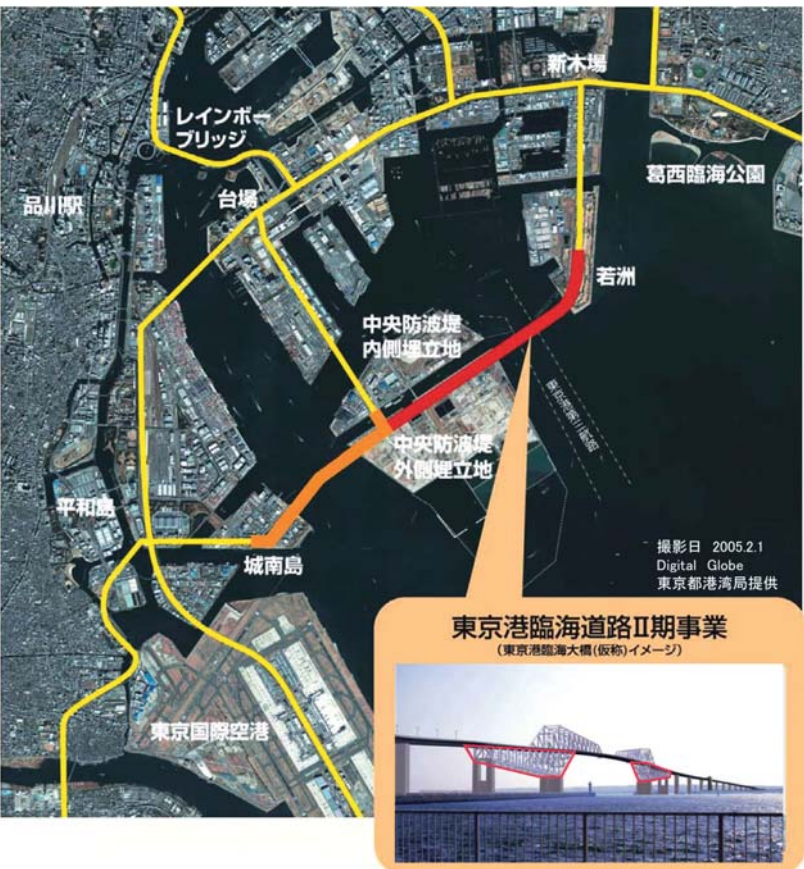 新木場
レインボー
ブリッジ
葛西臨海公園
品川駅
台場
若洲
中央防波堤
内側埋立地
中央防波堤
外側埋立地
平和島
城南島
撮影日 2005.2.1
Digital Globe
東京都港湾局提供
東京国際空港
東京港臨海道路Ⅱ期事業
(東京港臨海大橋(仮称)イメージ)